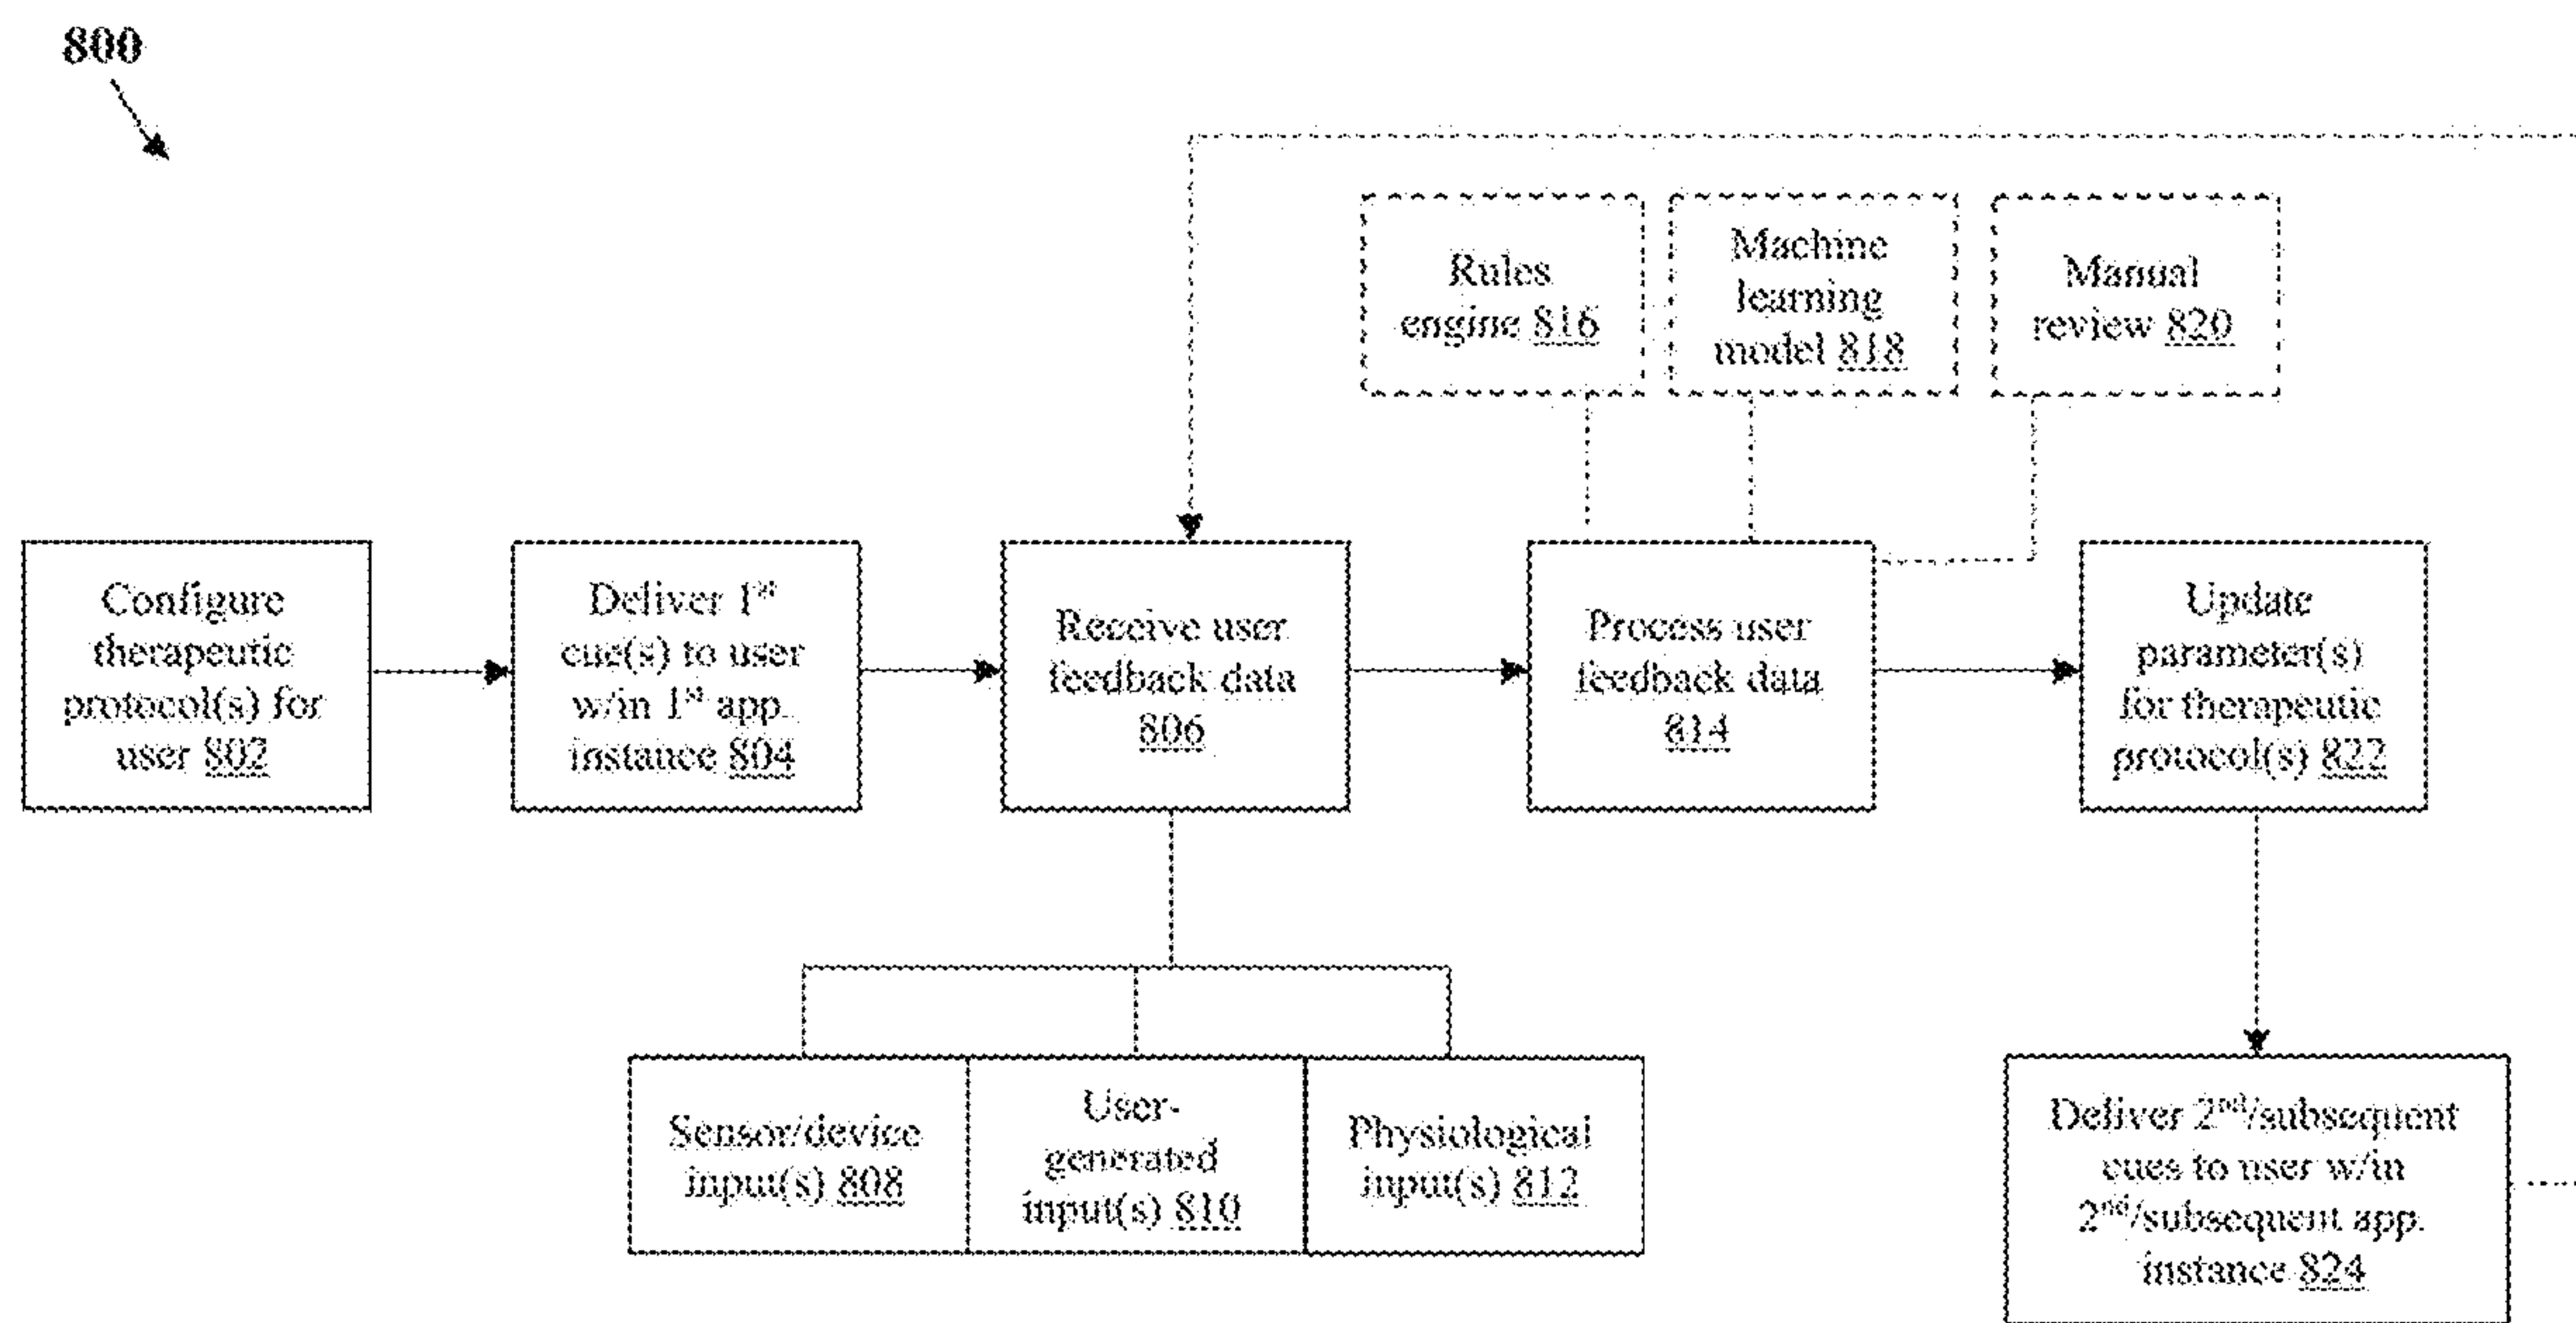 800
Rules
engine 816
Machine
learning
model 818
Manual
review 820
Configure
therapeutic
protocol(s) for
user 802
Deliver 1st
cue(s) to user
w/in 1st app.
instance 804
Receive user
feedback data
806
Process user
feedback data
814
Update
parameter(s)
for therapeutic
protocol(s) 822
Sensor/device
input(s) 808
User-
generated
input(s) 810
Physiological
input(s) 812
Deliver 2nd/subsequent
cues to user w/in
2nd/subsequent app.
instance 824